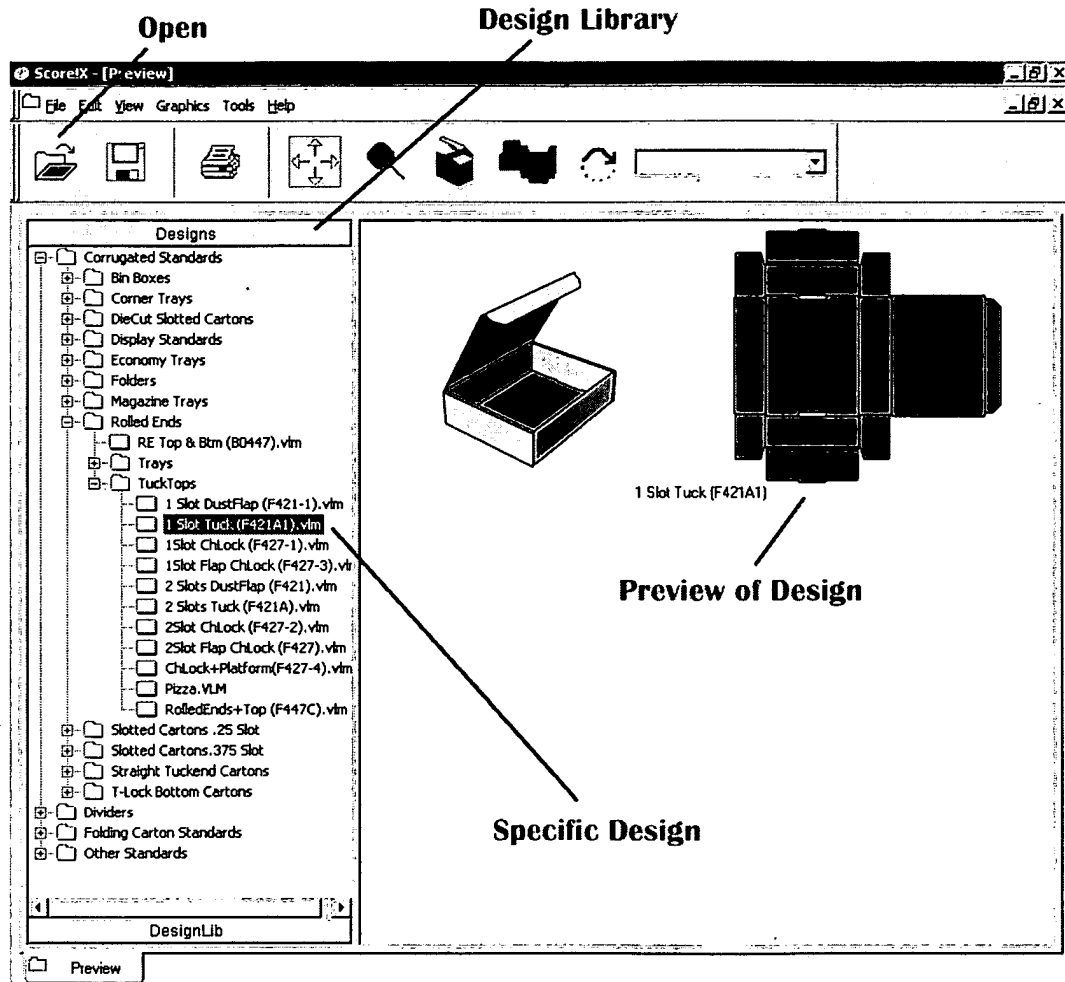 Open
Design Library
Score!X - [Preview]
File Edit View Graphics Tools Help
Designs
Corrugated Standards
Bin Boxes
Corner Trays
DieCut Slotted Cartons
Display Standards
Economy Trays
Folders
Magazine Trays
Rolled Ends
RE Top & Btm (B0447).vlm
Trays
TuckTops
1 Slot DustFlap (F421-1).vlm
1 Slot Tuck (F421A1).vlm
1Slot ChLock (F427-1).vlm
1Slot Flap ChLock (F427-3).vlr
2 Slots DustFlap (F421).vlm
2 Slots Tuck (F421A).vlm
2Slot ChLock (F427-2).vlm
2Slot Flap ChLock (F427).vlm
ChLock+Platform(F427-4).vlm
Pizza.VLM
RolledEnds+Top (F447C).vlm
Slotted Cartons .25 Slot
Slotted Cartons.375 Slot
Straight Tuckend Cartons
T-Lock Bottom Cartons
Dividers
Folding Carton Standards
Other Standards
DesignLib
Preview
1 Slot Tuck (F421A1)
Preview of Design
Specific Design